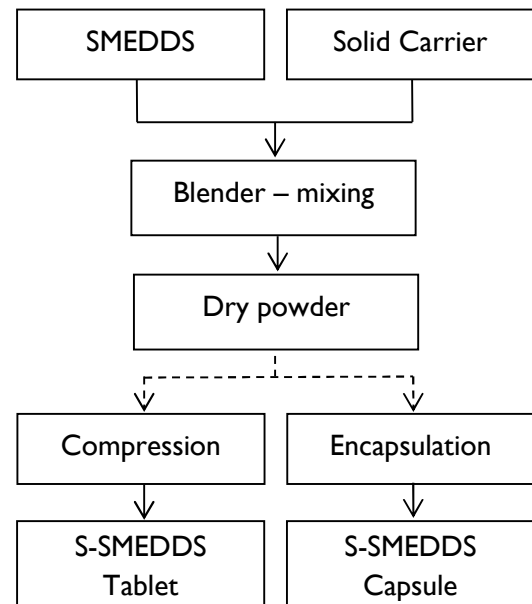 SMEDDS
Solid Carrier
Blender – mixing
Dry powder
Compression
Encapsulation
S-SMEDDS
Tablet
S-SMEDDS
Capsule